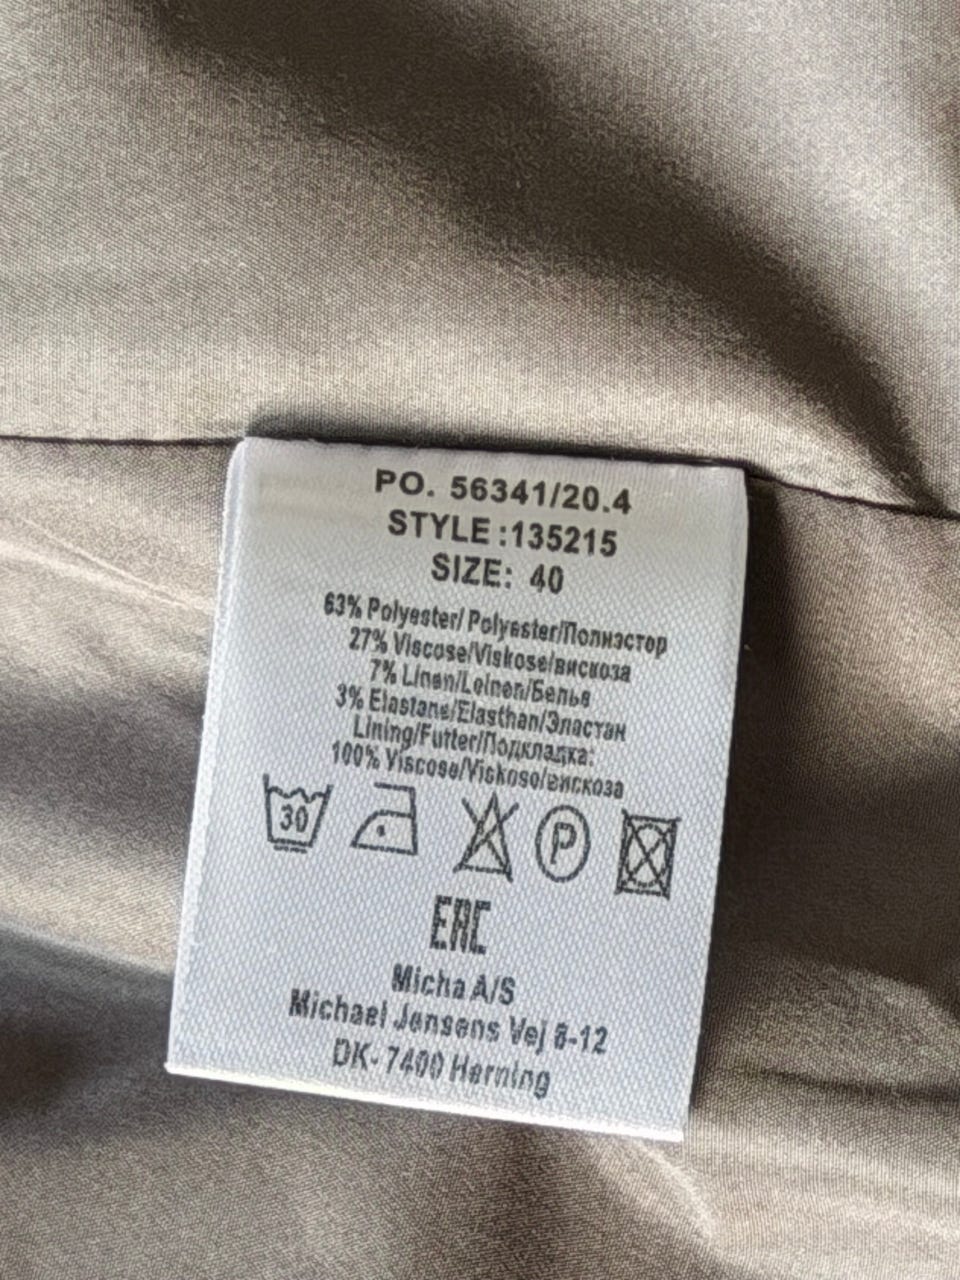 PO. 56341/20.4
STYLE :135215
SIZE: 40
63% Polyester/ Polyester/Полиэстор
27% Viscose/Viskose/вискоза
7% Linen/Leinen/Белье
3% Elastane/Elasthan/Эластан
Lining/Futter/Подкладка:
100% Viscose/Viskose/вискоза
30 P
EAC
Micha A/S
Michael Jensens Vej 8-12
DK- 7400 Herning